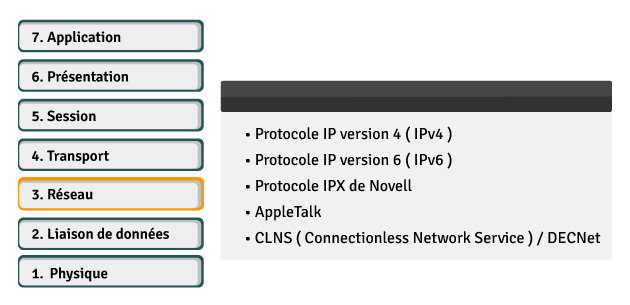 7. Application
6. Présentation
5. Session
4. Transport
3. Réseau
2. Liaison de données
1. Physique
▪ Protocole IP version 4 ( IPv4 )
▪ Protocole IP version 6 ( IPv6 )
▪ Protocole IPX de Novell
▪ AppleTalk
▪ CLNS ( Connectionless Network Service ) / DECNet